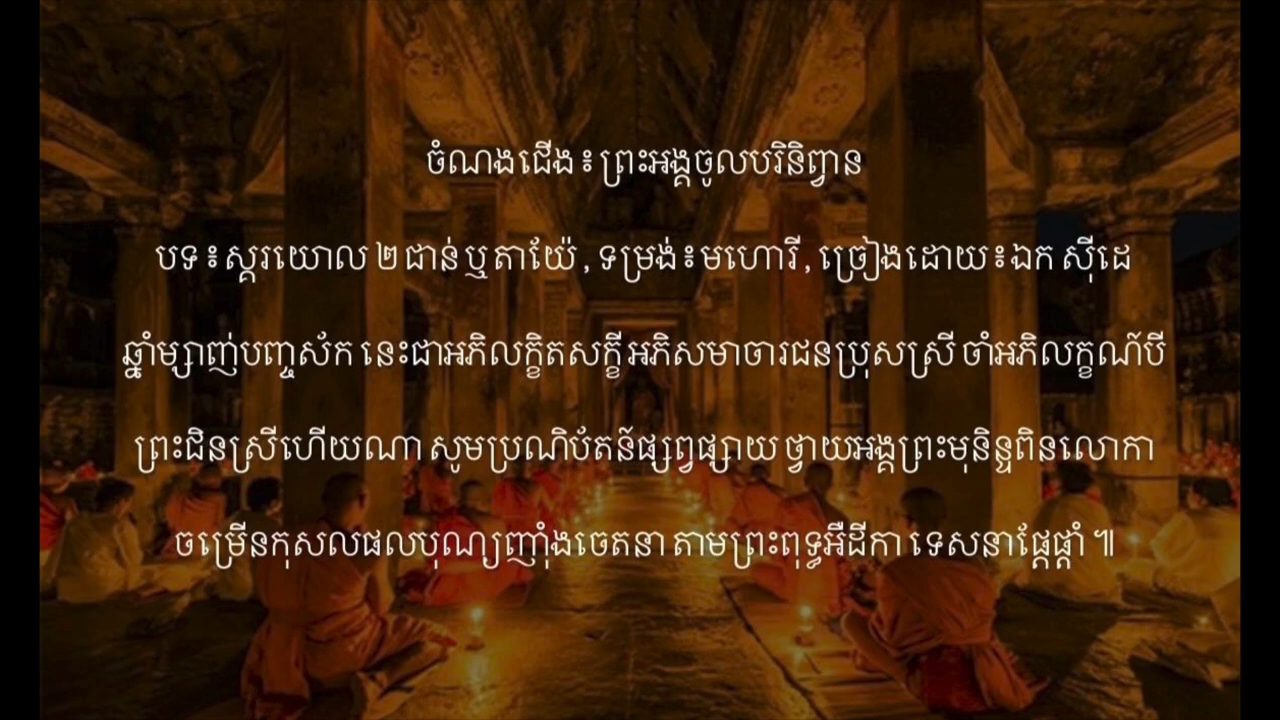 ចំណងជើង ៖ ព្រះអង្គចូលបរិនិព្វាន
បទ ៖ ស្គរយោល ២ ជាន់ ឬ តាយ៉ែ , ទម្រង់ ៖ មហោរី , ច្រៀងដោយ ៖ ឯក ស៊ីដេ
ឆ្នាំម្សាញ់បញ្ចស័ក នេះជាអភិលក្ខិតសក្ខី អភិសមាចារជនប្រុសស្រី ចាំអភិលក្ខណ៍បី
ព្រះជិនស្រីហើយណា សូមប្រណិប័តន៍ផ្សព្វផ្សាយ ថ្វាយអង្គព្រះមុនិន្ទពិនលោកា
ចម្រើនកុសលផលបុណ្យញ៉ាំងចេតនា តាមព្រះពុទ្ធអឺដីកា ទេសនាផ្ដែផ្ដាំ ៕